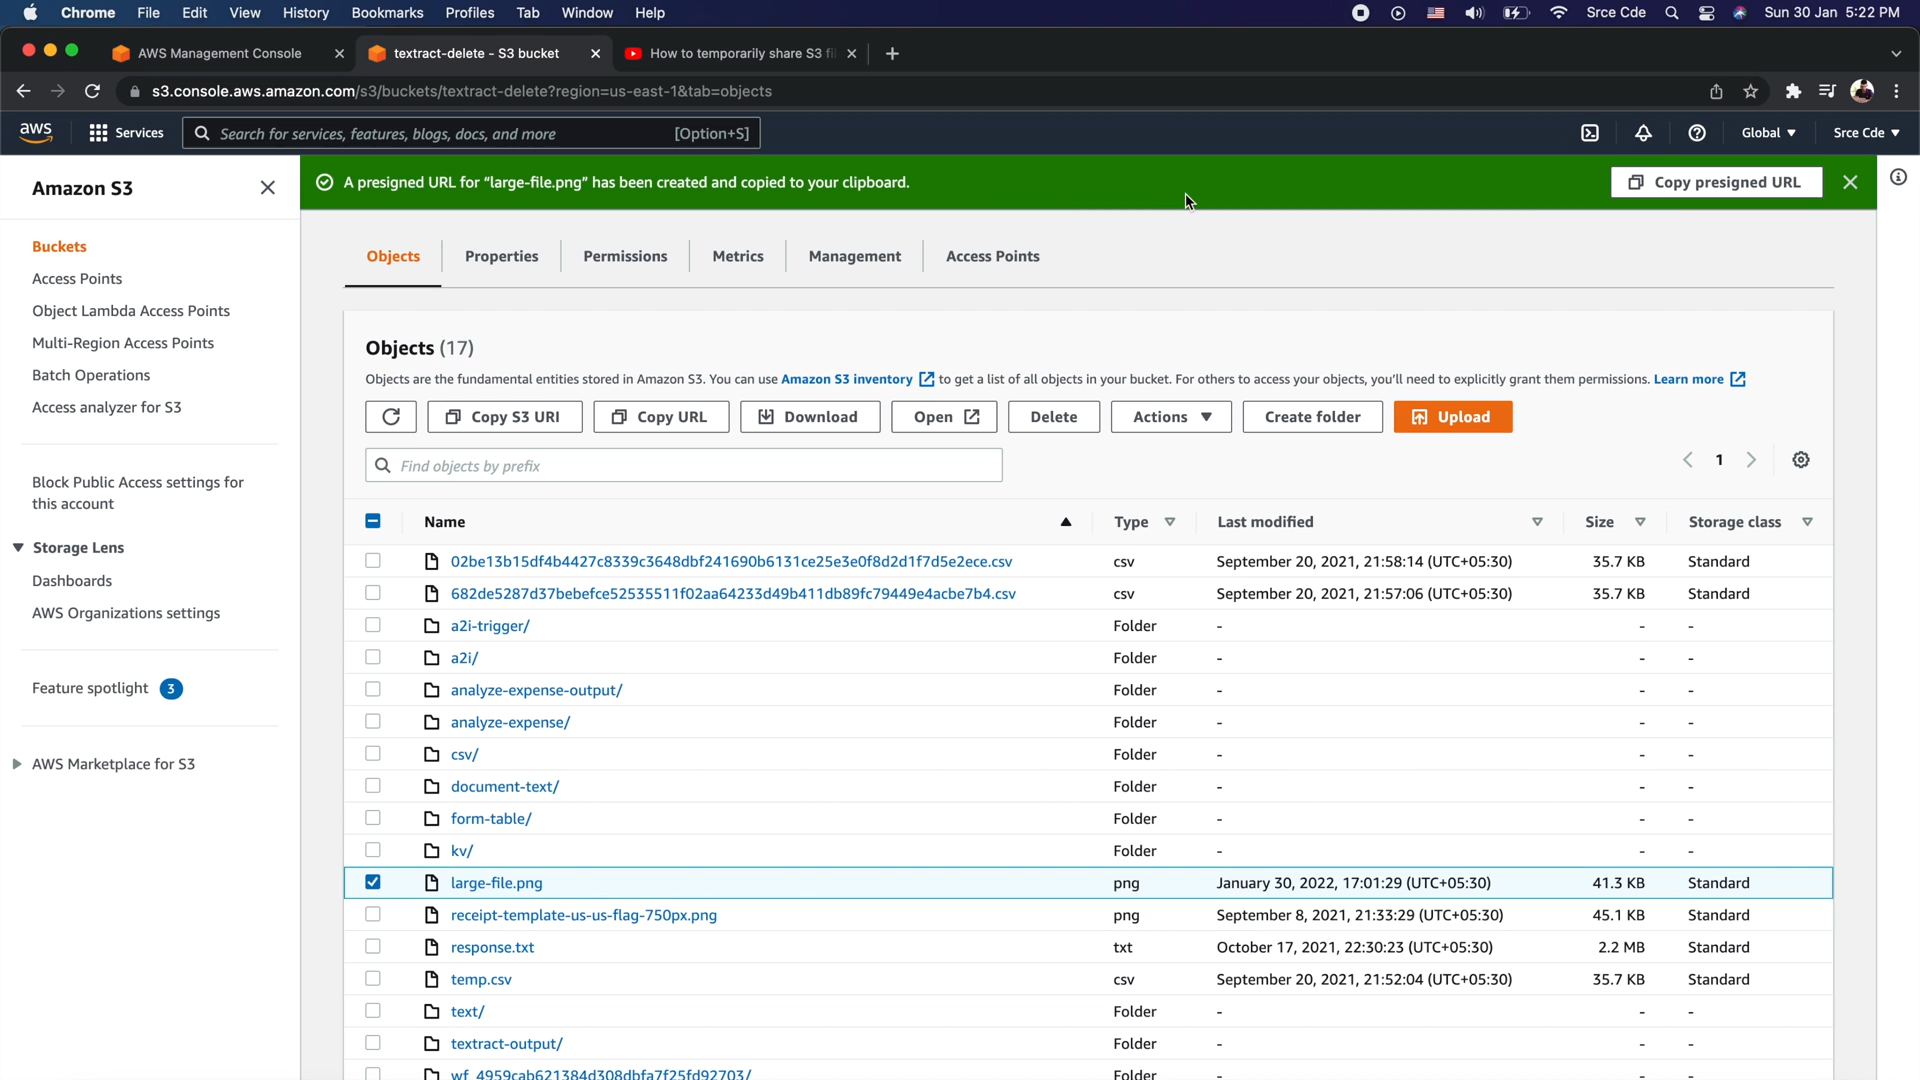 Chrome File Edit View History Bookmarks Profiles Tab Window Help Srce Cde Sun 30 Jan 5:22 PM
AWS Management Console textract-delete - S3 bucket How to temporarily share S3 fi
s3.console.aws.amazon.com/s3/buckets/textract-delete?region=us-east-1&tab=objects
aws Services Search for services, features, blogs, docs, and more [Option+S] Global Srce Cde
Amazon S3
A presigned URL for “large-file.png” has been created and copied to your clipboard. Copy presigned URL
Buckets
Access Points
Object Lambda Access Points
Multi-Region Access Points
Batch Operations
Access analyzer for S3
Block Public Access settings for
this account
Storage Lens
Dashboards
AWS Organizations settings
Feature spotlight 3
AWS Marketplace for S3
Objects Properties Permissions Metrics Management Access Points
Objects (17)
Objects are the fundamental entities stored in Amazon S3. You can use Amazon S3 inventory to get a list of all objects in your bucket. For others to access your objects, you'll need to explicitly grant them permissions. Learn more
Copy S3 URI Copy URL Download Open Delete Actions Create folder Upload
Find objects by prefix 1
Name Type Last modified Size Storage class
02be13b15df4b4427c8339c3648dbf241690b6131ce25e3e0f8d2d1f7d5e2ece.csv csv September 20, 2021, 21:58:14 (UTC+05:30) 35.7 KB Standard
682de5287d37bebefce52535511f02aa64233d49b411db89fc79449e4acbe7b4.csv csv September 20, 2021, 21:57:06 (UTC+05:30) 35.7 KB Standard
a2i-trigger/ Folder - - -
a2i/ Folder - - -
analyze-expense-output/ Folder - - -
analyze-expense/ Folder - - -
csv/ Folder - - -
document-text/ Folder - - -
form-table/ Folder - - -
kv/ Folder - - -
large-file.png png January 30, 2022, 17:01:29 (UTC+05:30) 41.3 KB Standard
receipt-template-us-us-flag-750px.png png September 8, 2021, 21:33:29 (UTC+05:30) 45.1 KB Standard
response.txt txt October 17, 2021, 22:30:23 (UTC+05:30) 2.2 MB Standard
temp.csv csv September 20, 2021, 21:52:04 (UTC+05:30) 35.7 KB Standard
text/ Folder - - -
textract-output/ Folder - - -
wf_4959cab621384d308dbfa7f25fd92703/ Folder - - -